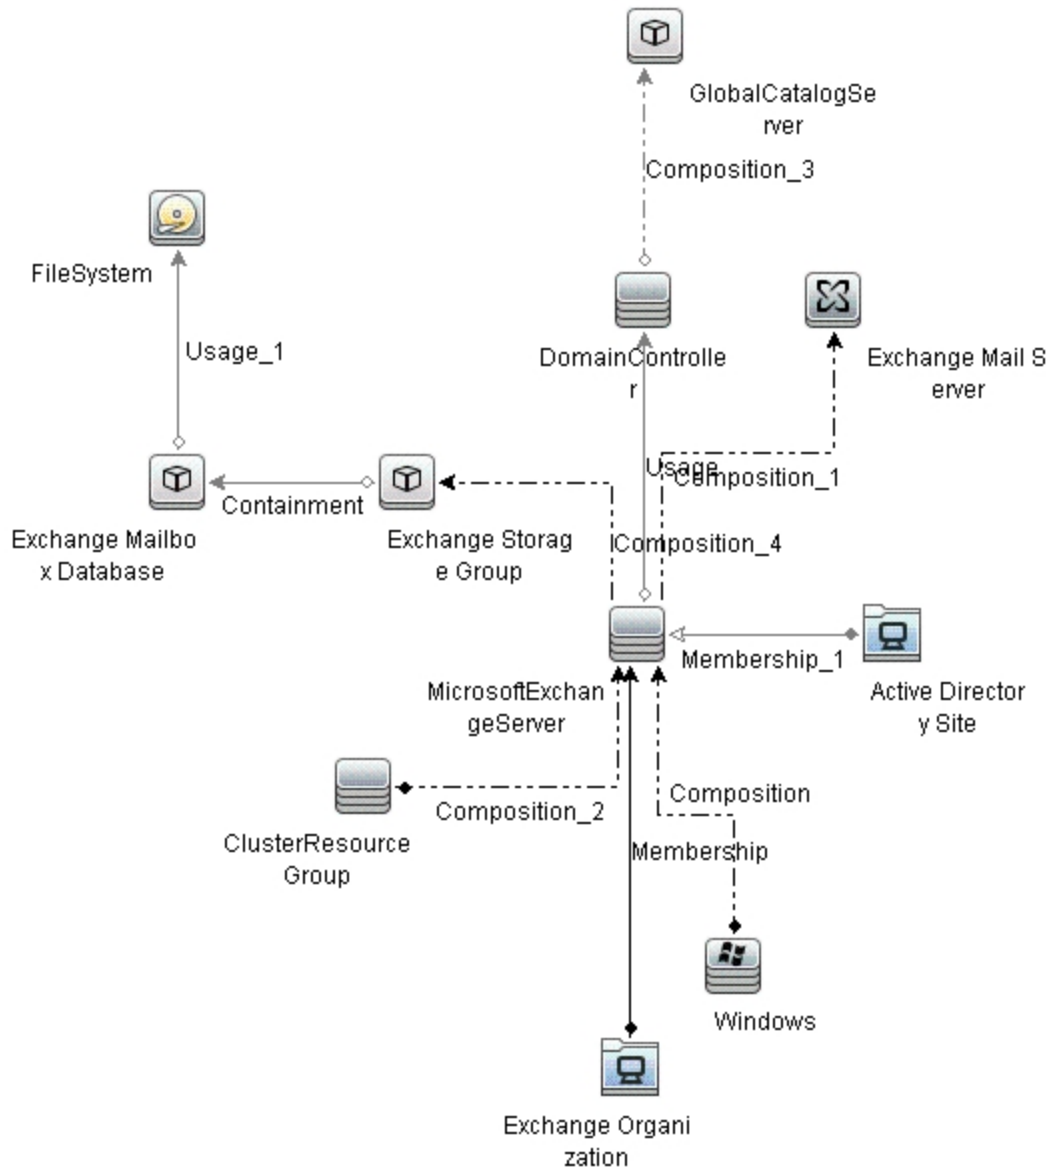 GlobalCatalogSe
rver
Composition_3
FileSystem
Usage_1
DomainControlle
r
Exchange Mail S
erver
Usage
Composition_1
Containment
Exchange Mailbo
x Database
Exchange Storag
e Group
Composition_4
Membership_1
MicrosoftExchan
geServer
Active Director
y Site
Composition
Composition_2
ClusterResource
Group
Membership
Windows
Exchange Organi
zation